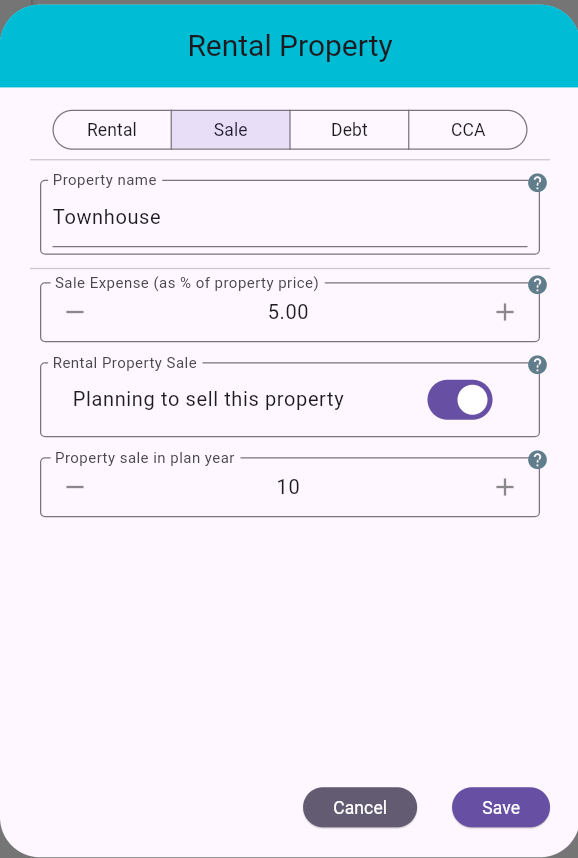 Rental Property
Rental Sale Debt CCA
Property name
?
Townhouse
Sale Expense (as % of property price)
?
5.00
Rental Property Sale
?
Planning to sell this property
Property sale in plan year
?
10
Cancel Save